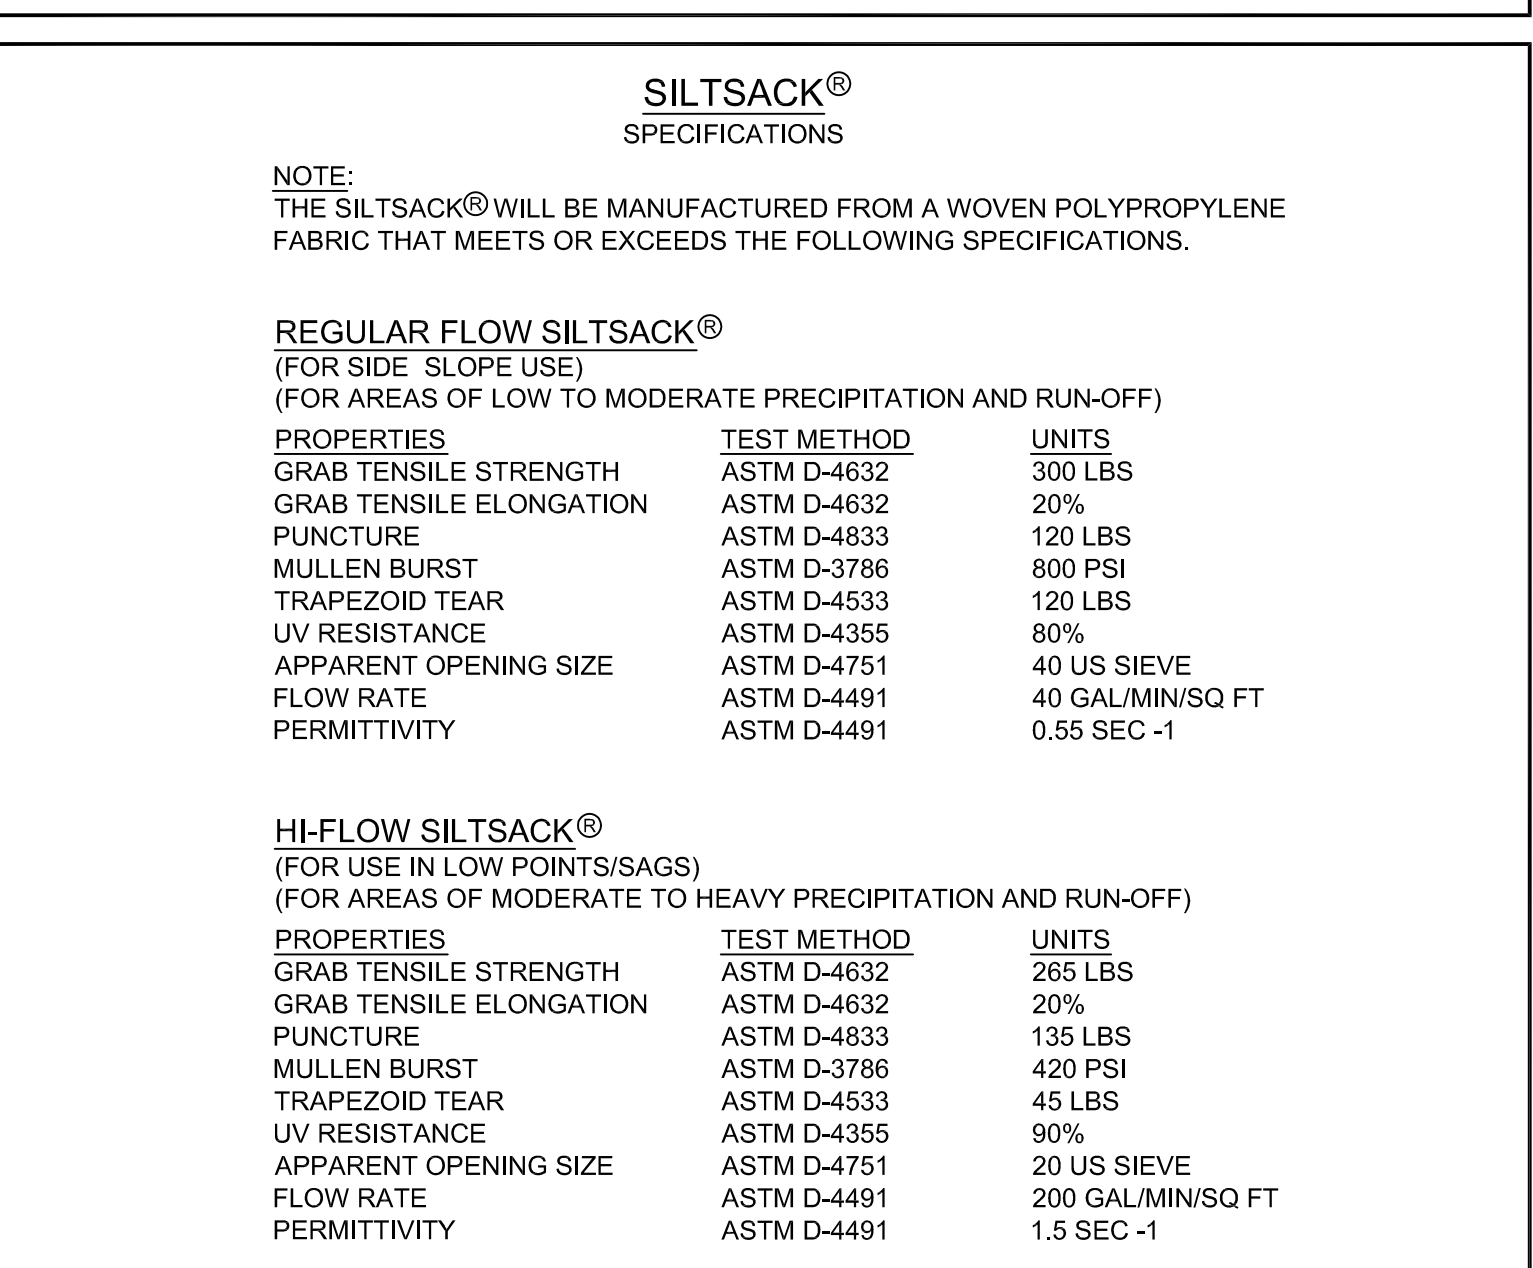 SILTSACK®
SPECIFICATIONS
NOTE:
THE SILTSACK® WILL BE MANUFACTURED FROM A WOVEN POLYPROPYLENE
FABRIC THAT MEETS OR EXCEEDS THE FOLLOWING SPECIFICATIONS.
REGULAR FLOW SILTSACK®
(FOR SIDE SLOPE USE)
(FOR AREAS OF LOW TO MODERATE PRECIPITATION AND RUN-OFF)
PROPERTIES TEST METHOD UNITS
GRAB TENSILE STRENGTH ASTM D-4632 300 LBS
GRAB TENSILE ELONGATION ASTM D-4632 20%
PUNCTURE ASTM D-4833 120 LBS
MULLEN BURST ASTM D-3786 800 PSI
TRAPEZOID TEAR ASTM D-4533 120 LBS
UV RESISTANCE ASTM D-4355 80%
APPARENT OPENING SIZE ASTM D-4751 40 US SIEVE
FLOW RATE ASTM D-4491 40 GAL/MIN/SQ FT
PERMITTIVITY ASTM D-4491 0.55 SEC -1
HI-FLOW SILTSACK®
(FOR USE IN LOW POINTS/SAGS)
(FOR AREAS OF MODERATE TO HEAVY PRECIPITATION AND RUN-OFF)
PROPERTIES TEST METHOD UNITS
GRAB TENSILE STRENGTH ASTM D-4632 265 LBS
GRAB TENSILE ELONGATION ASTM D-4632 20%
PUNCTURE ASTM D-4833 135 LBS
MULLEN BURST ASTM D-3786 420 PSI
TRAPEZOID TEAR ASTM D-4533 45 LBS
UV RESISTANCE ASTM D-4355 90%
APPARENT OPENING SIZE ASTM D-4751 20 US SIEVE
FLOW RATE ASTM D-4491 200 GAL/MIN/SQ FT
PERMITTIVITY ASTM D-4491 1.5 SEC -1